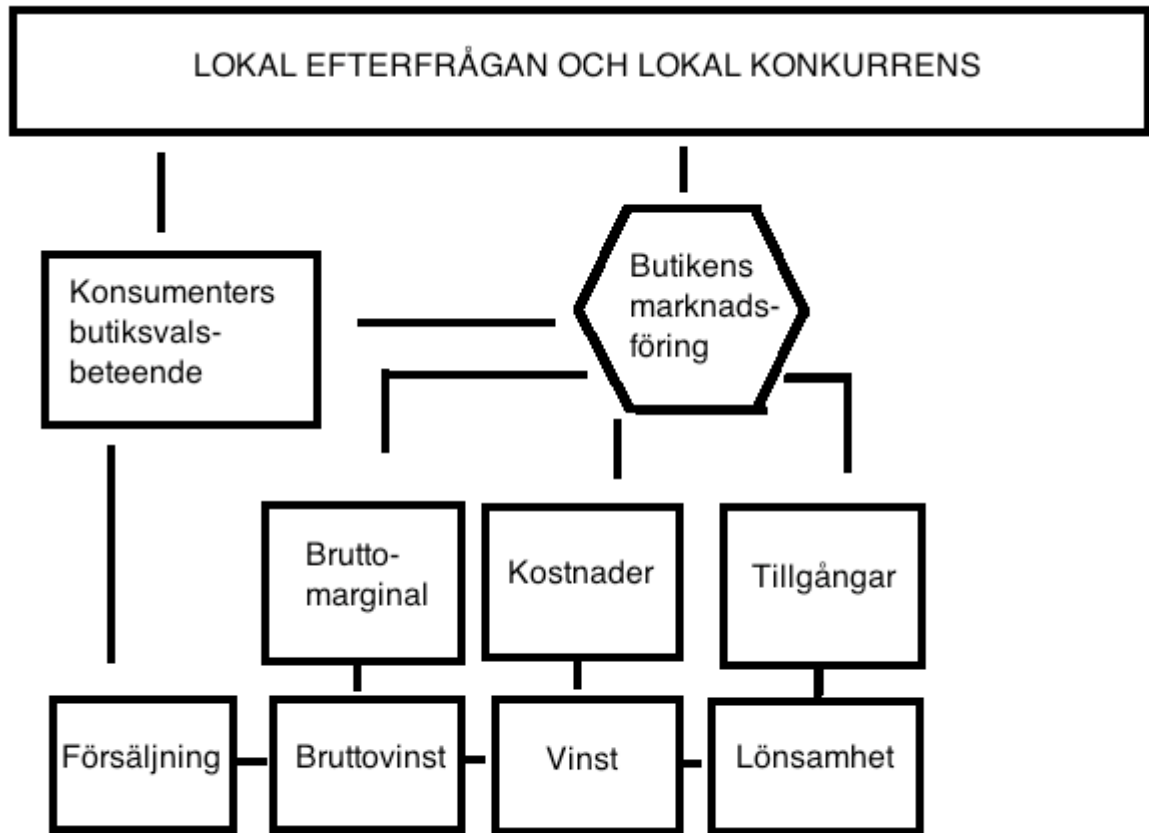 LOKAL EFTERFRÅGAN OCH LOKAL KONKURRENS
Konsumenters
butiksvals-
beteende
Butikens
marknads-
föring
Brutto-
marginal
Kostnader
Tillgångar
Försäljning
Bruttovinst
Vinst
Lönsamhet